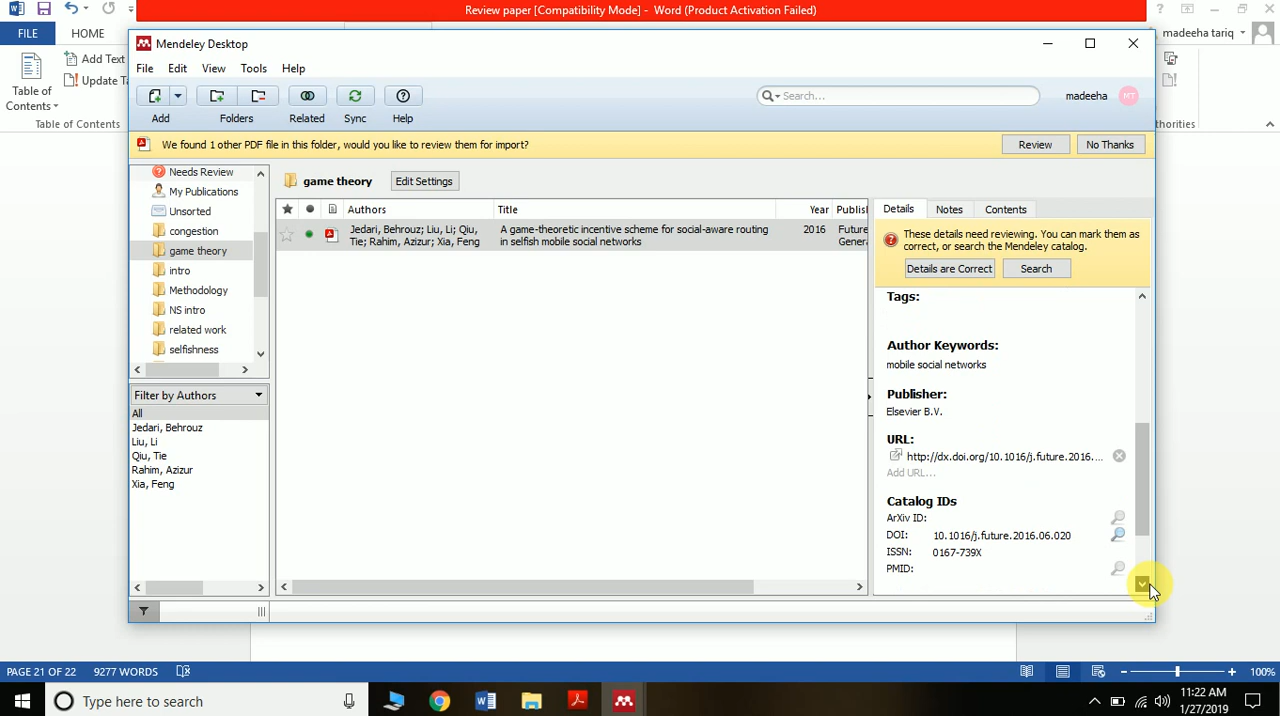 Review paper [Compatibility Mode] - Word (Product Activation Failed)
FILE
HOME
madeeha tariq
Add Text
Update Ta
Table of
Contents
Table of Contents
horities
Mendeley Desktop
File Edit View Tools Help
Search...
madeeha MT
Add Folders Related Sync Help
We found 1 other PDF file in this folder, would you like to review them for import?
Review
No Thanks
Needs Review
My Publications
Unsorted
congestion
game theory
intro
Methodology
NS intro
related work
selfishness
Filter by Authors
All
Jedari, Behrouz
Liu, Li
Qiu, Tie
Rahim, Azizur
Xia, Feng
game theory
Edit Settings
Authors Title Year Publish
Jedari, Behrouz; Liu, Li; Qiu,
Tie; Rahim, Azizur; Xia, Feng
A game-theoretic incentive scheme for social-aware routing
in selfish mobile social networks
2016
Future
Genera
Details Notes Contents
These details need reviewing. You can mark them as
correct, or search the Mendeley catalog.
Details are Correct
Search
Tags:
Author Keywords:
mobile social networks
Publisher:
Elsevier B.V.
URL:
http://dx.doi.org/10.1016/j.future.2016....
Add URL...
Catalog IDs
ArXiv ID:
DOI: 10.1016/j.future.2016.06.020
ISSN: 0167-739X
PMID:
PAGE 21 OF 22 9277 WORDS
100%
Type here to search
11:22 AM
1/27/2019